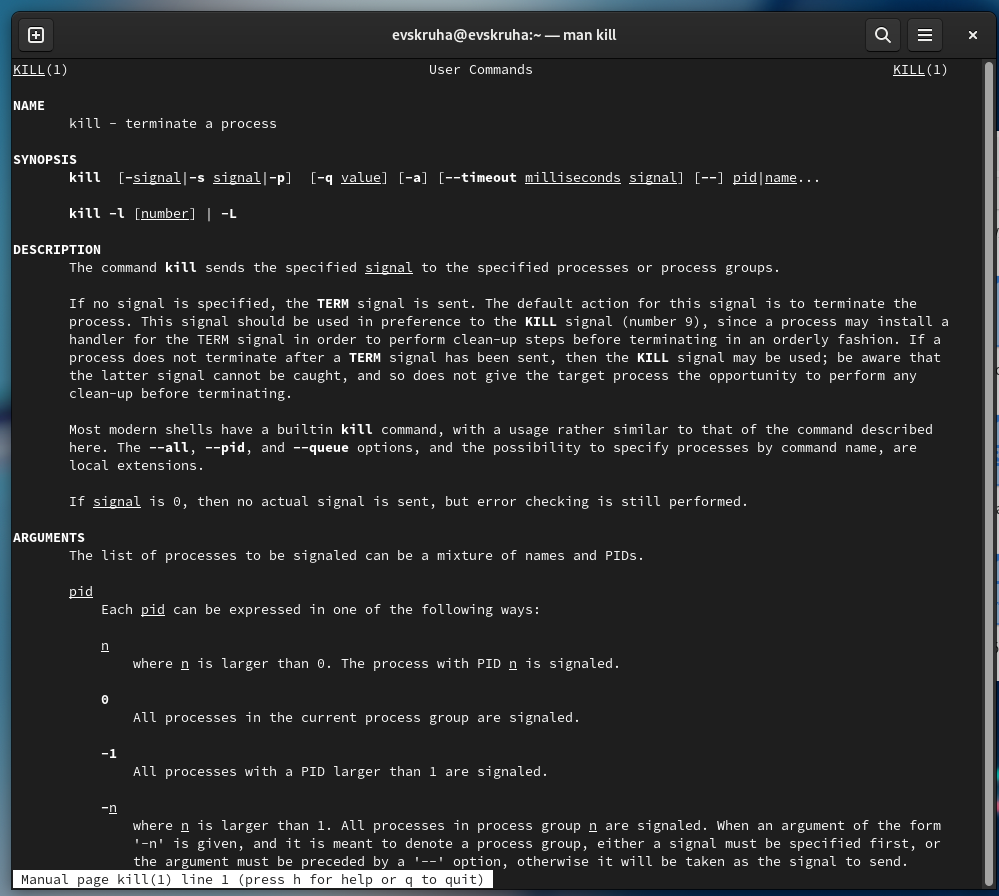 evskruha@evskruha:~ — man kill
KILL(1) User Commands KILL(1)
NAME
kill - terminate a process
SYNOPSIS
kill [-signal|-s signal|-p] [-q value] [-a] [--timeout milliseconds signal] [--] pid|name...
kill -l [number] | -L
DESCRIPTION
The command kill sends the specified signal to the specified processes or process groups.
If no signal is specified, the TERM signal is sent. The default action for this signal is to terminate the
process. This signal should be used in preference to the KILL signal (number 9), since a process may install a
handler for the TERM signal in order to perform clean-up steps before terminating in an orderly fashion. If a
process does not terminate after a TERM signal has been sent, then the KILL signal may be used; be aware that
the latter signal cannot be caught, and so does not give the target process the opportunity to perform any
clean-up before terminating.
Most modern shells have a builtin kill command, with a usage rather similar to that of the command described
here. The --all, --pid, and --queue options, and the possibility to specify processes by command name, are
local extensions.
If signal is 0, then no actual signal is sent, but error checking is still performed.
ARGUMENTS
The list of processes to be signaled can be a mixture of names and PIDs.
pid
Each pid can be expressed in one of the following ways:
n
where n is larger than 0. The process with PID n is signaled.
0
All processes in the current process group are signaled.
-1
All processes with a PID larger than 1 are signaled.
-n
where n is larger than 1. All processes in process group n are signaled. When an argument of the form
'-n' is given, and it is meant to denote a process group, either a signal must be specified first, or
the argument must be preceded by a '--' option, otherwise it will be taken as the signal to send.
Manual page kill(1) line 1 (press h for help or q to quit)